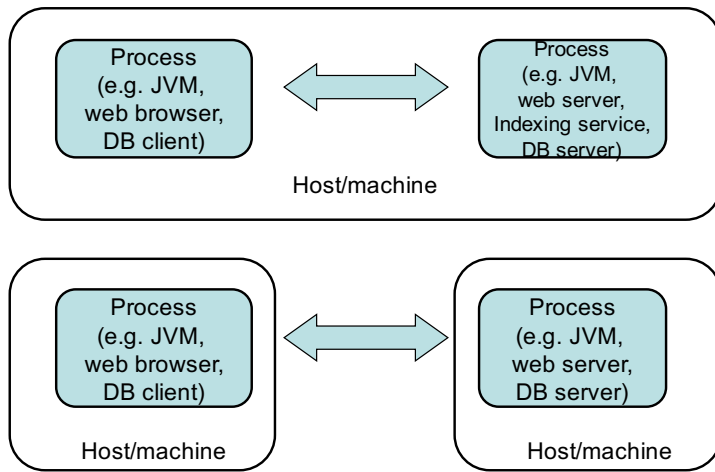 Process
(e.g. JVM,
web browser,
DB client)
Process
(e.g. JVM,
web server,
Indexing service,
DB server)
Host/machine
Process
(e.g. JVM,
web browser,
DB client)
Host/machine
Process
(e.g. JVM,
web server,
DB server)
Host/machine